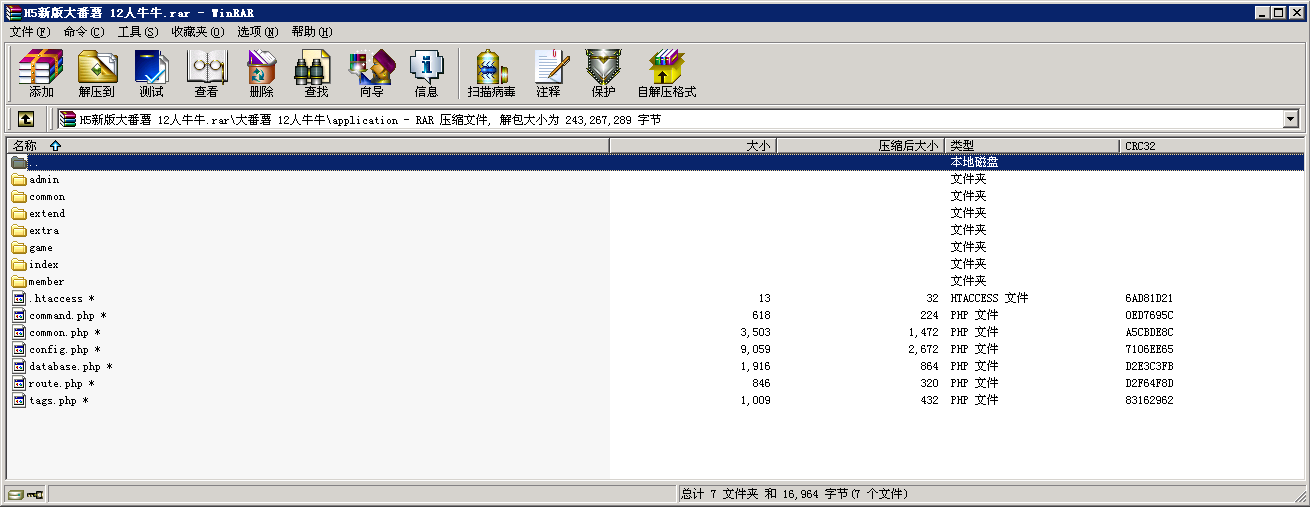 H5新版大番薯 12人牛牛.rar - WinRAR
文件(F) 命令(C) 工具(S) 收藏夹(O) 选项(N) 帮助(H)
添加 解压到 测试 查看 删除 查找 向导 信息 扫描病毒 注释 保护 自解压格式
H5新版大番薯 12人牛牛.rar\大番薯 12人牛牛\application - RAR 压缩文件, 解包大小为 243,267,289 字节
名称 大小 压缩后大小 类型 CRC32
.. 本地磁盘
admin 文件夹
common 文件夹
extend 文件夹
extra 文件夹
game 文件夹
index 文件夹
member 文件夹
.htaccess * 13 32 HTACCESS 文件 6AD81D21
command.php * 618 224 PHP 文件 0ED7695C
common.php * 3,503 1,472 PHP 文件 A5CBDE8C
config.php * 9,059 2,672 PHP 文件 7106EE65
database.php * 1,916 864 PHP 文件 D2E3C3FB
route.php * 846 320 PHP 文件 D2F64F8D
tags.php * 1,009 432 PHP 文件 83162962
总计 7 文件夹 和 16,964 字节(7 个文件)